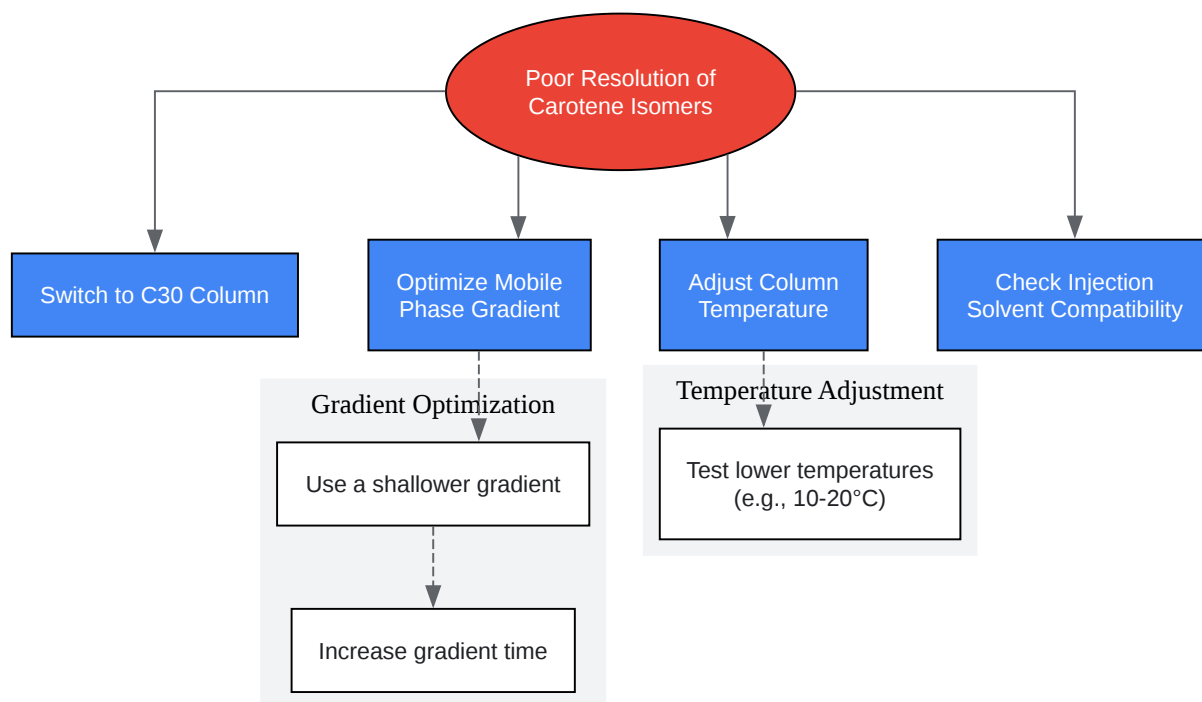 Poor Resolution of
Carotene Isomers
Switch to C30 Column
Optimize Mobile
Phase Gradient
Adjust Column
Temperature
Check Injection
Solvent Compatibility
Gradient Optimization
Temperature Adjustment
Use a shallower gradient
Test lower temperatures
(e.g., 10-20°C)
Increase gradient time